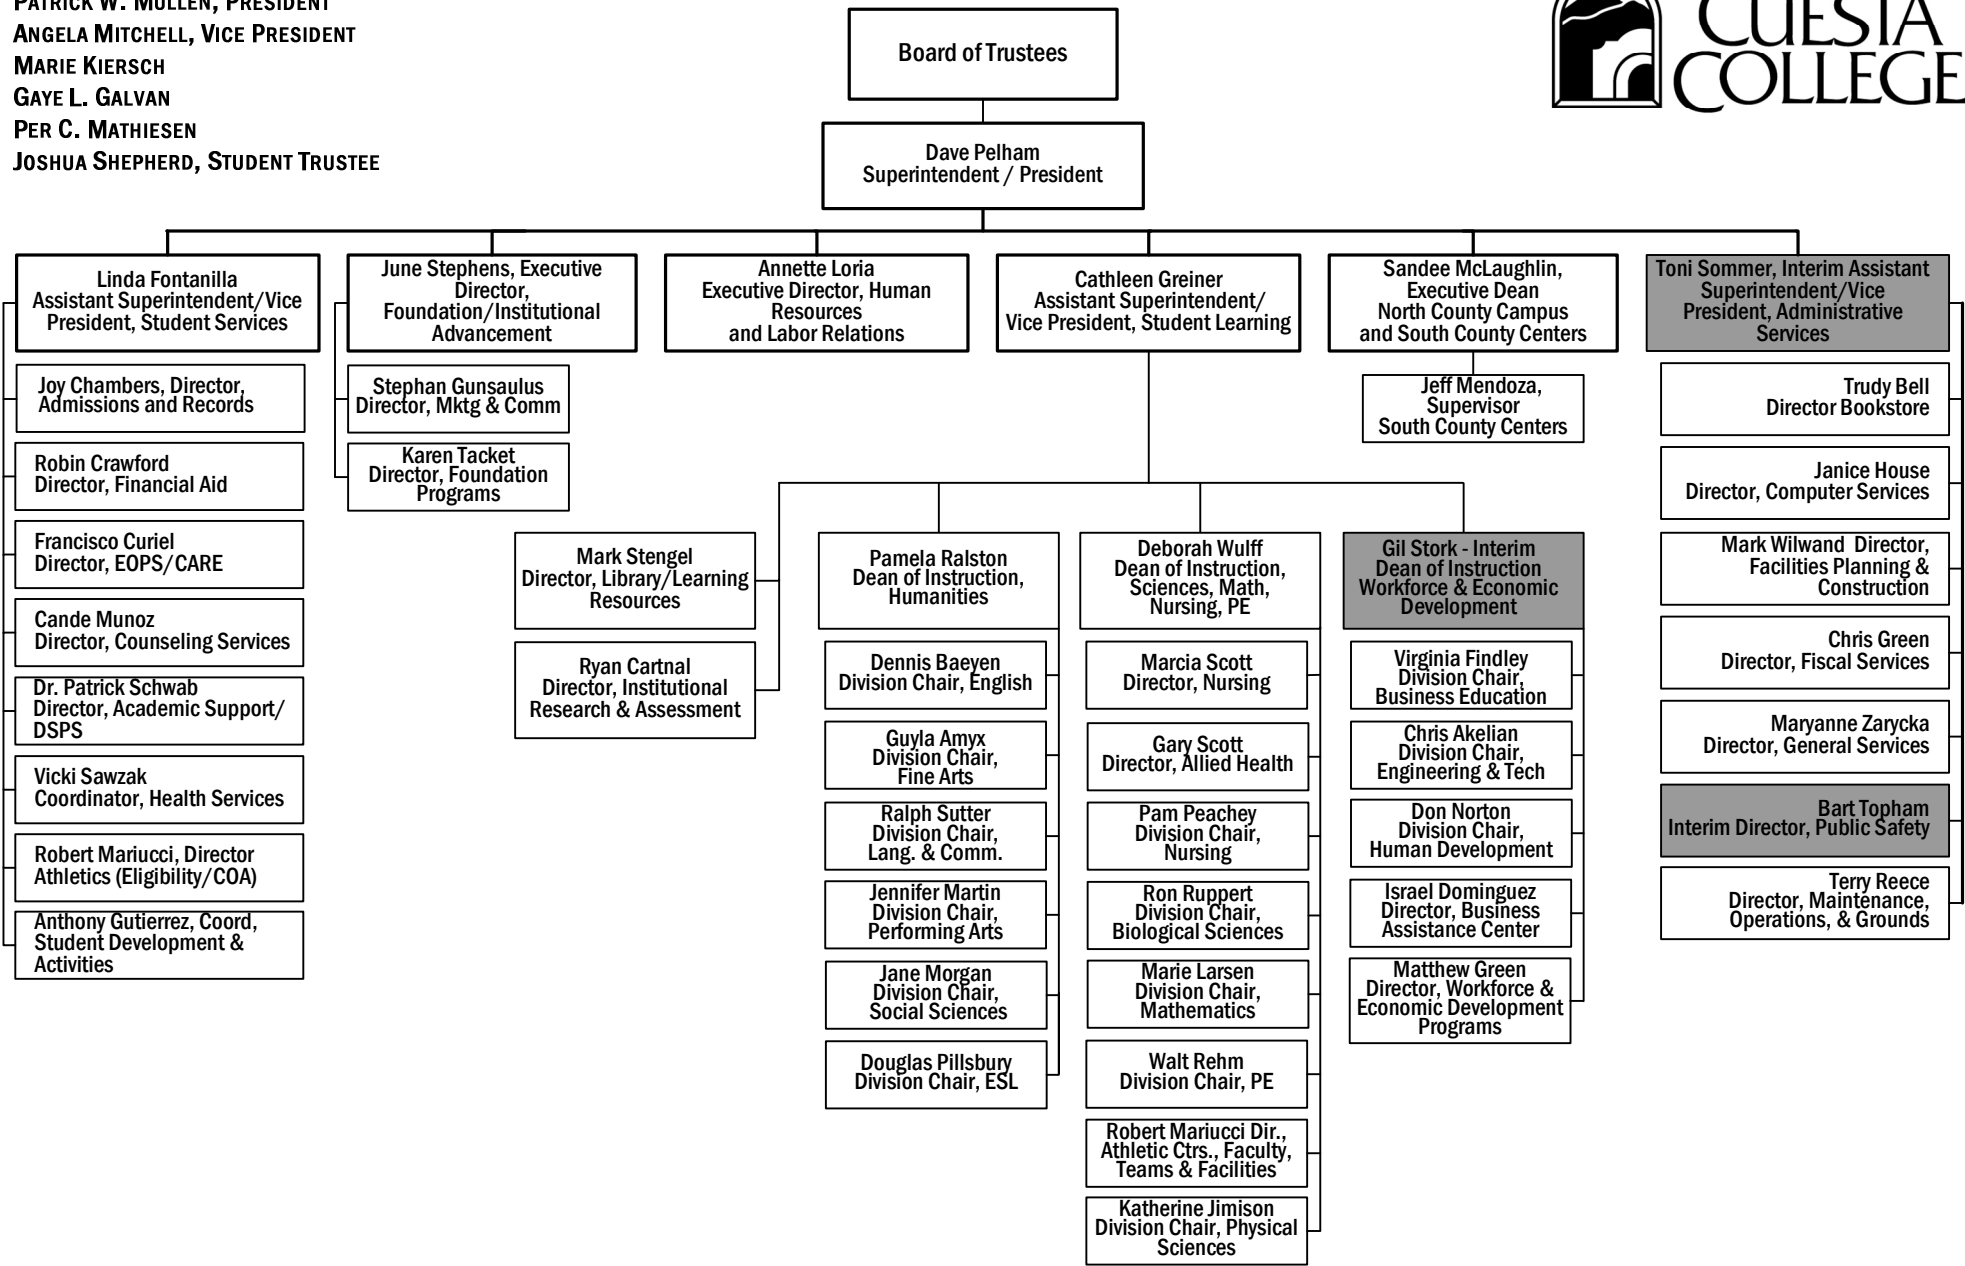 PATRICK W. MULLEN, PRESIDENT
ANGELA MITCHELL, VICE PRESIDENT
MARIE KIERSCH
GAYE L. GALVAN
PER C. MATHIESEN
JOSHUA SHEPHERD, STUDENT TRUSTEE
CUESTA
COLLEGE
Board of Trustees
Dave Pelham
Superintendent / President
Linda Fontanilla
Assistant Superintendent/Vice
President, Student Services
Joy Chambers, Director,
Admissions and Records
Robin Crawford
Director, Financial Aid
Francisco Curiel
Director, EOPS/CARE
Cande Munoz
Director, Counseling Services
Dr. Patrick Schwab
Director, Academic Support/
DSPS
Vicki Sawzak
Coordinator, Health Services
Robert Mariucci, Director
Athletics (Eligibility/COA)
Anthony Gutierrez, Coord,
Student Development &
Activities
June Stephens, Executive
Director,
Foundation/Institutional
Advancement
Stephan Gunsaulus
Director, Mktg & Comm
Karen Tacket
Director, Foundation
Programs
Annette Loria
Executive Director, Human
Resources
and Labor Relations
Cathleen Greiner
Assistant Superintendent/
Vice President, Student Learning
Mark Stengel
Director, Library/Learning
Resources
Ryan Cartnal
Director, Institutional
Research & Assessment
Pamela Ralston
Dean of Instruction,
Humanities
Dennis Baeyen
Division Chair, English
Guyla Amyx
Division Chair,
Fine Arts
Ralph Sutter
Division Chair,
Lang. & Comm.
Jennifer Martin
Division Chair,
Performing Arts
Jane Morgan
Division Chair,
Social Sciences
Douglas Pillsbury
Division Chair, ESL
Deborah Wulff
Dean of Instruction,
Sciences, Math,
Nursing, PE
Marcia Scott
Director, Nursing
Gary Scott
Director, Allied Health
Pam Peachey
Division Chair,
Nursing
Ron Ruppert
Division Chair,
Biological Sciences
Marie Larsen
Division Chair,
Mathematics
Walt Rehm
Division Chair, PE
Robert Mariucci Dir.,
Athletic Ctrs., Faculty,
Teams & Facilities
Katherine Jimison
Division Chair, Physical
Sciences
Gil Stork - Interim
Dean of Instruction
Workforce & Economic
Development
Virginia Findley
Division Chair,
Business Education
Chris Akelian
Division Chair,
Engineering & Tech
Don Norton
Division Chair,
Human Development
Israel Dominguez
Director, Business
Assistance Center
Matthew Green
Director, Workforce &
Economic Development
Programs
Sandee McLaughlin,
Executive Dean
North County Campus
and South County Centers
Jeff Mendoza,
Supervisor
South County Centers
Toni Sommer, Interim Assistant
Superintendent/Vice
President, Administrative
Services
Trudy Bell
Director Bookstore
Janice House
Director, Computer Services
Mark Wilwand Director,
Facilities Planning &
Construction
Chris Green
Director, Fiscal Services
Maryanne Zarycka
Director, General Services
Bart Topham
Interim Director, Public Safety
Terry Reece
Director, Maintenance,
Operations, & Grounds